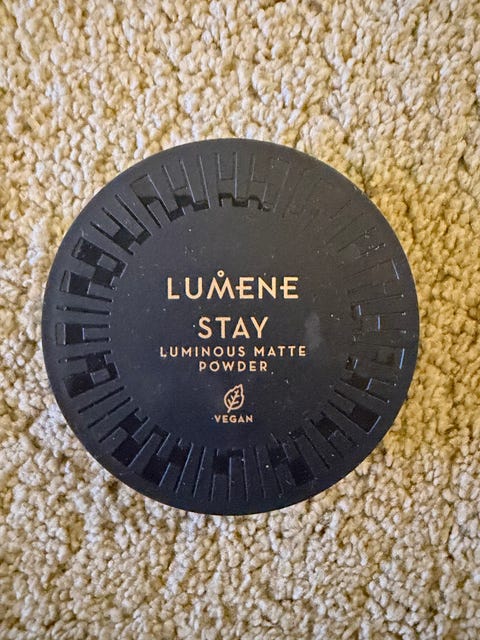 LUMENE
STAY
LUMINOUS MATTE
POWDER
VEGAN